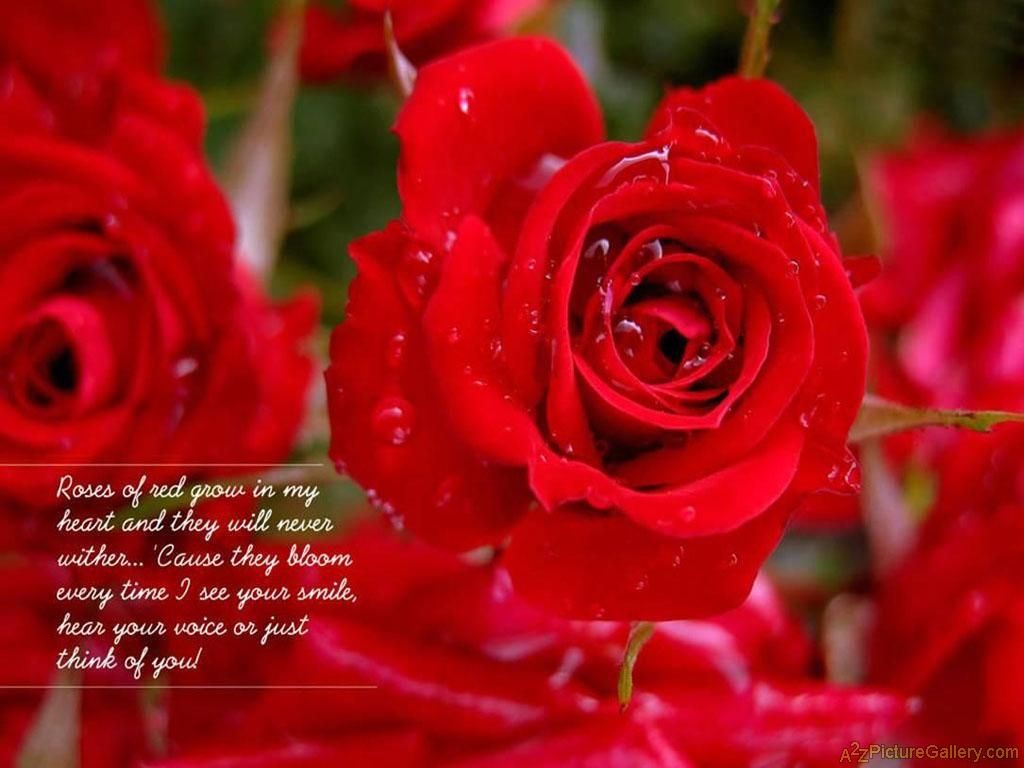 Roses of red grow in my
heart and they will never
wither... 'Cause they bloom
every time I see your smile,
hear your voice or just
think of you!
A2ZPictureGallery.com